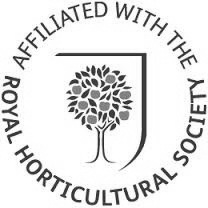 AFFILIATED WITH THE
ROYAL HORTICULTURAL SOCIETY